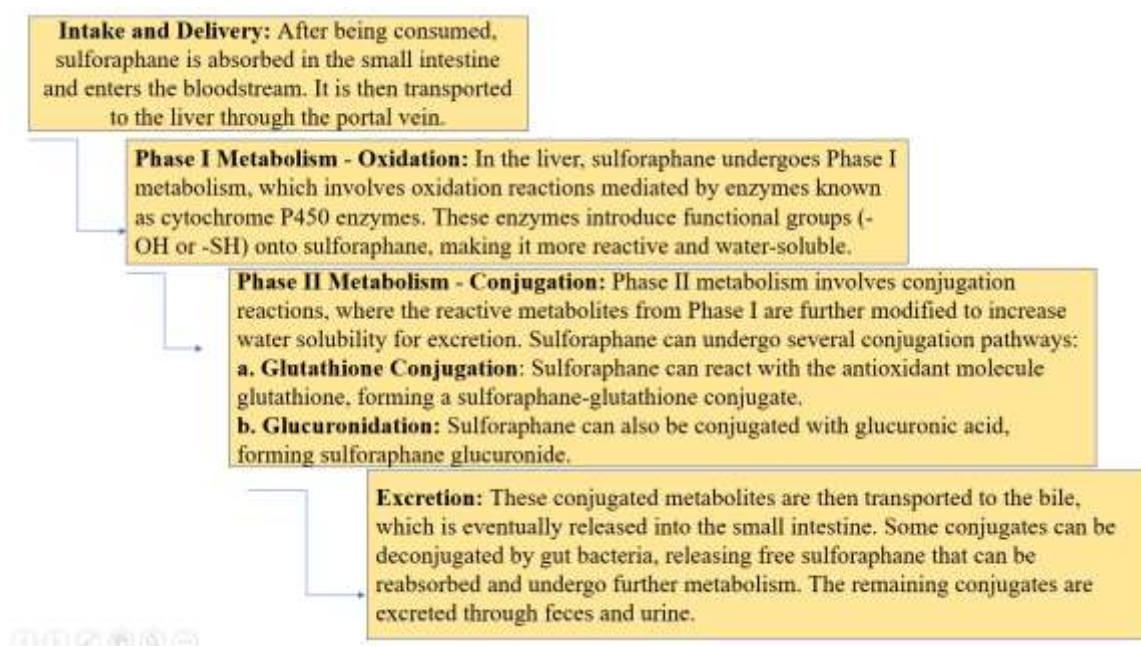 Intake and Delivery: After being consumed,
sulforaphane is absorbed in the small intestine
and enters the bloodstream. It is then transported
to the liver through the portal vein.
Phase I Metabolism - Oxidation: In the liver, sulforaphane undergoes Phase I
metabolism, which involves oxidation reactions mediated by enzymes known
as cytochrome P450 enzymes. These enzymes introduce functional groups (-
OH or -SH) onto sulforaphane, making it more reactive and water-soluble.
Phase II Metabolism - Conjugation: Phase II metabolism involves conjugation
reactions, where the reactive metabolites from Phase I are further modified to increase
water solubility for excretion. Sulforaphane can undergo several conjugation pathways:
a. Glutathione Conjugation: Sulforaphane can react with the antioxidant molecule
glutathione, forming a sulforaphane-glutathione conjugate.
b. Glucuronidation: Sulforaphane can also be conjugated with glucuronic acid,
forming sulforaphane glucuronide.
Excretion: These conjugated metabolites are then transported to the bile,
which is eventually released into the small intestine. Some conjugates can be
deconjugated by gut bacteria, releasing free sulforaphane that can be
reabsorbed and undergo further metabolism. The remaining conjugates are
excreted through feces and urine.